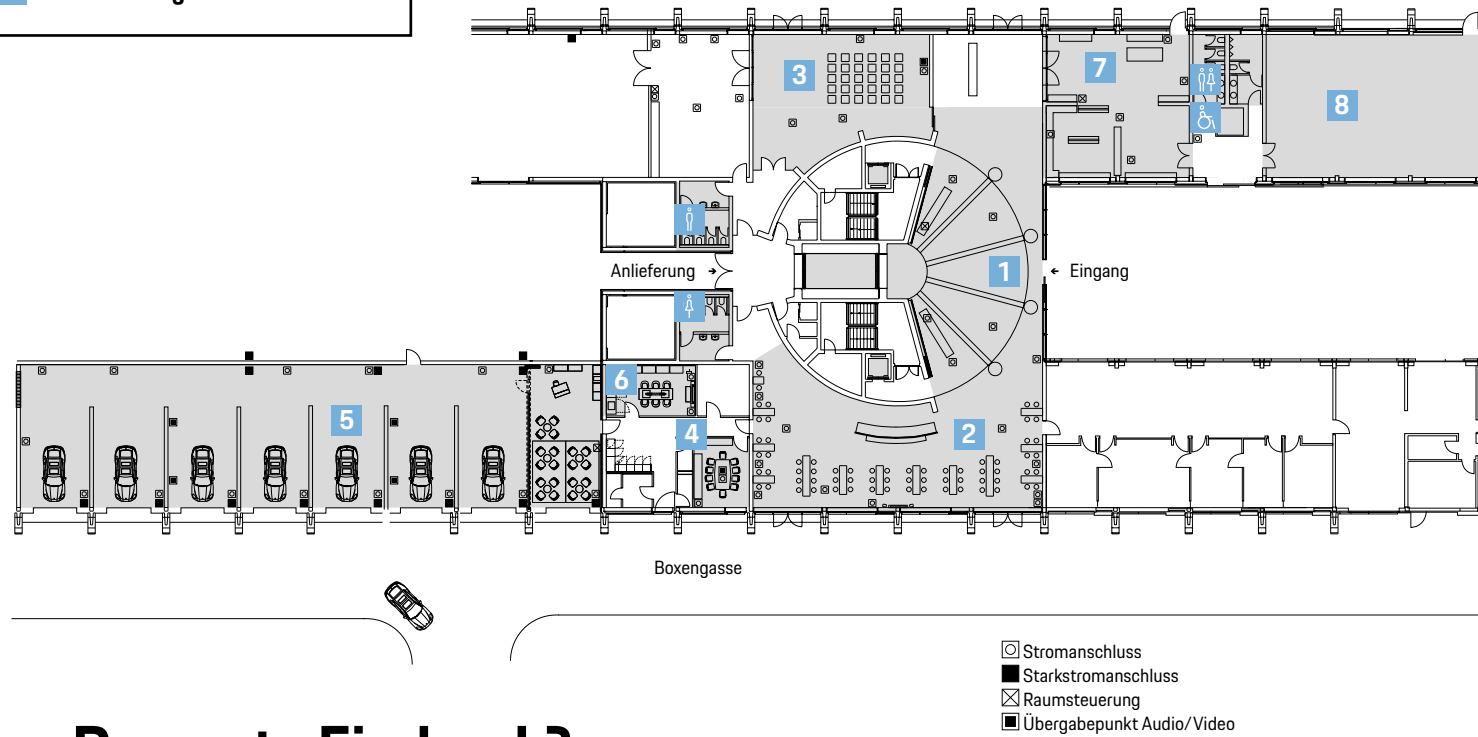 3
7
8
Anlieferung
1
Eingang
6
5
4
2
Boxengasse
Stromanschluss
Starkstromanschluss
Raumsteuerung
Übergabepunkt Audio/Video